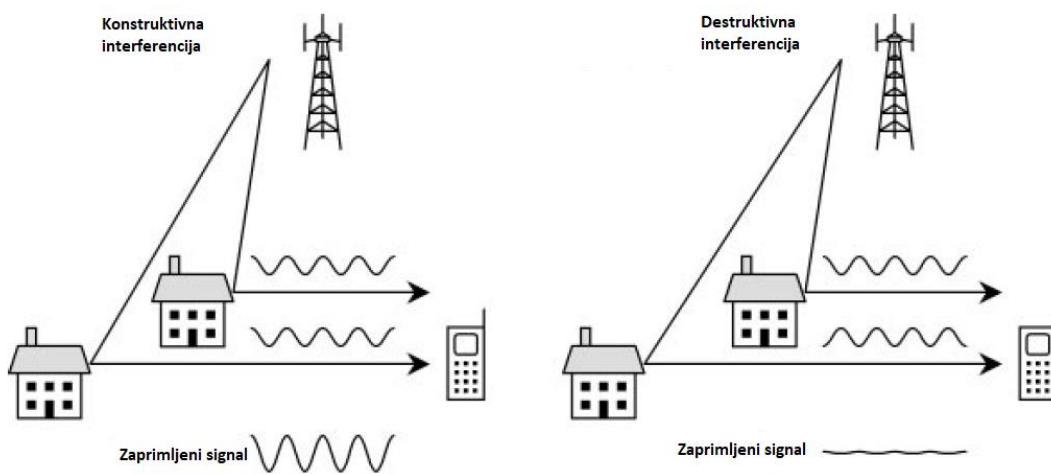 Konstruktivna
interferencija
Destruktivna
interferencija
Zaprimljeni signal
Zaprimljeni signal